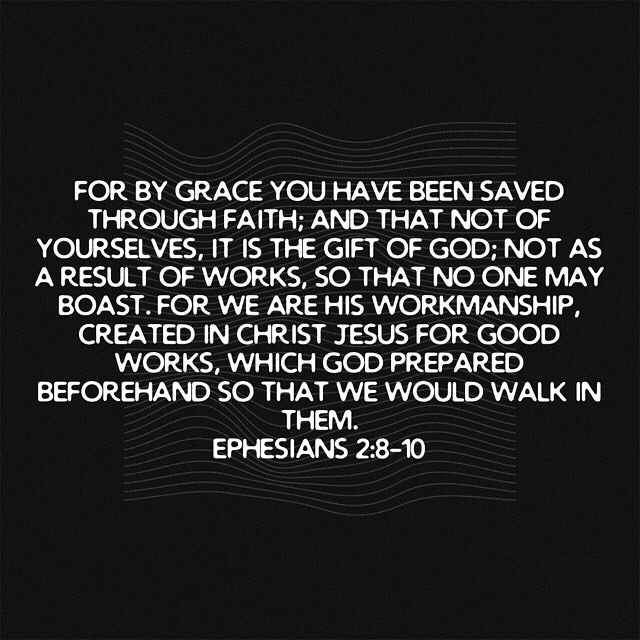 FOR BY GRACE YOU HAVE BEEN SAVED
THROUGH FAITH; AND THAT NOT OF
YOURSELVES, IT IS THE GIFT OF GOD; NOT AS
A RESULT OF WORKS, SO THAT NO ONE MAY
BOAST. FOR WE ARE HIS WORKMANSHIP,
CREATED IN CHRIST JESUS FOR GOOD
WORKS, WHICH GOD PREPARED
BEFOREHAND SO THAT WE WOULD WALK IN
THEM.
EPHESIANS 2:8-10